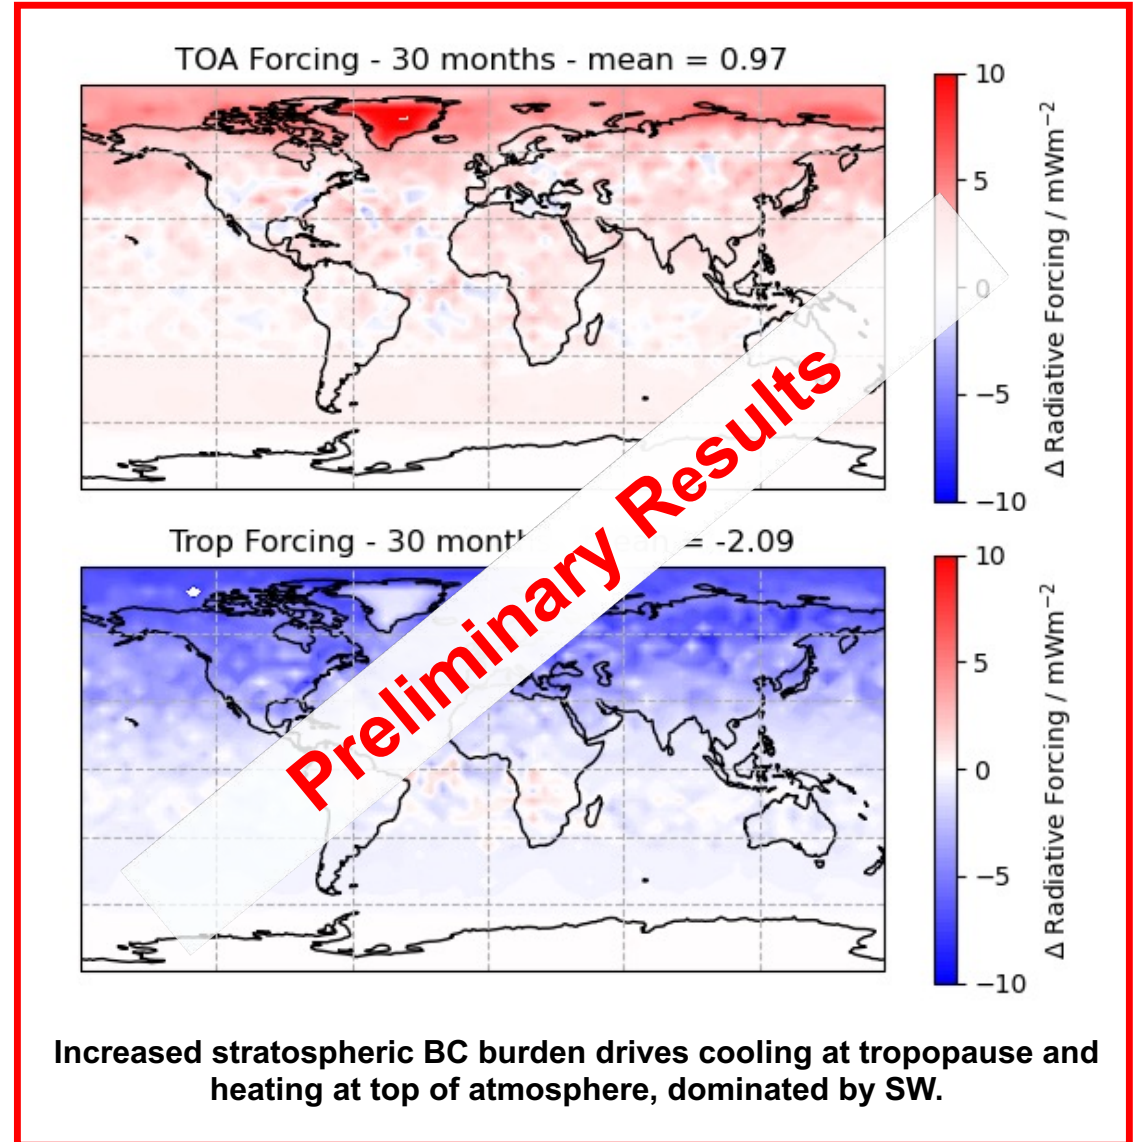 TOA Forcing - 30 months - mean = 0.97
10
5
0
−5
−10
Δ Radiative Forcing / mWm−2
Preliminary Results
Trop Forcing - 30 months - mean = -2.09
10
5
0
−5
−10
Δ Radiative Forcing / mWm−2
Increased stratospheric BC burden drives cooling at tropopause and
heating at top of atmosphere, dominated by SW.